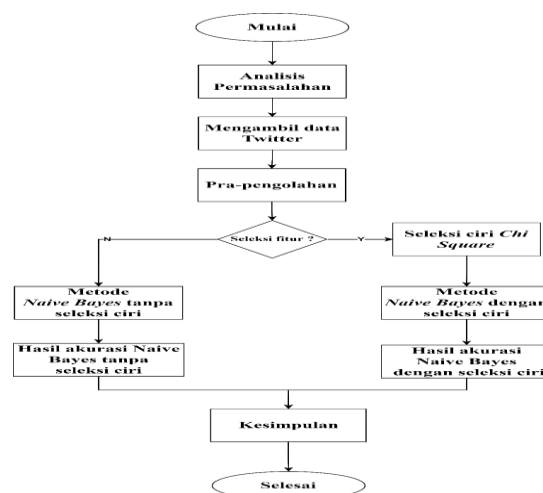 Mulai
Analisis
Permasalahan
Mengambil data
Twitter
Pra-pengolahan
Seleksi fitur ?
N
Y
Seleksi ciri Chi
Square
Metode
Naive Bayes tanpa
seleksi ciri
Metode
Naive Bayes dengan
seleksi ciri
Hasil akurasi Naive
Bayes tanpa
seleksi ciri
Hasil akurasi
Naive Bayes
dengan seleksi ciri
Kesimpulan
Selesai